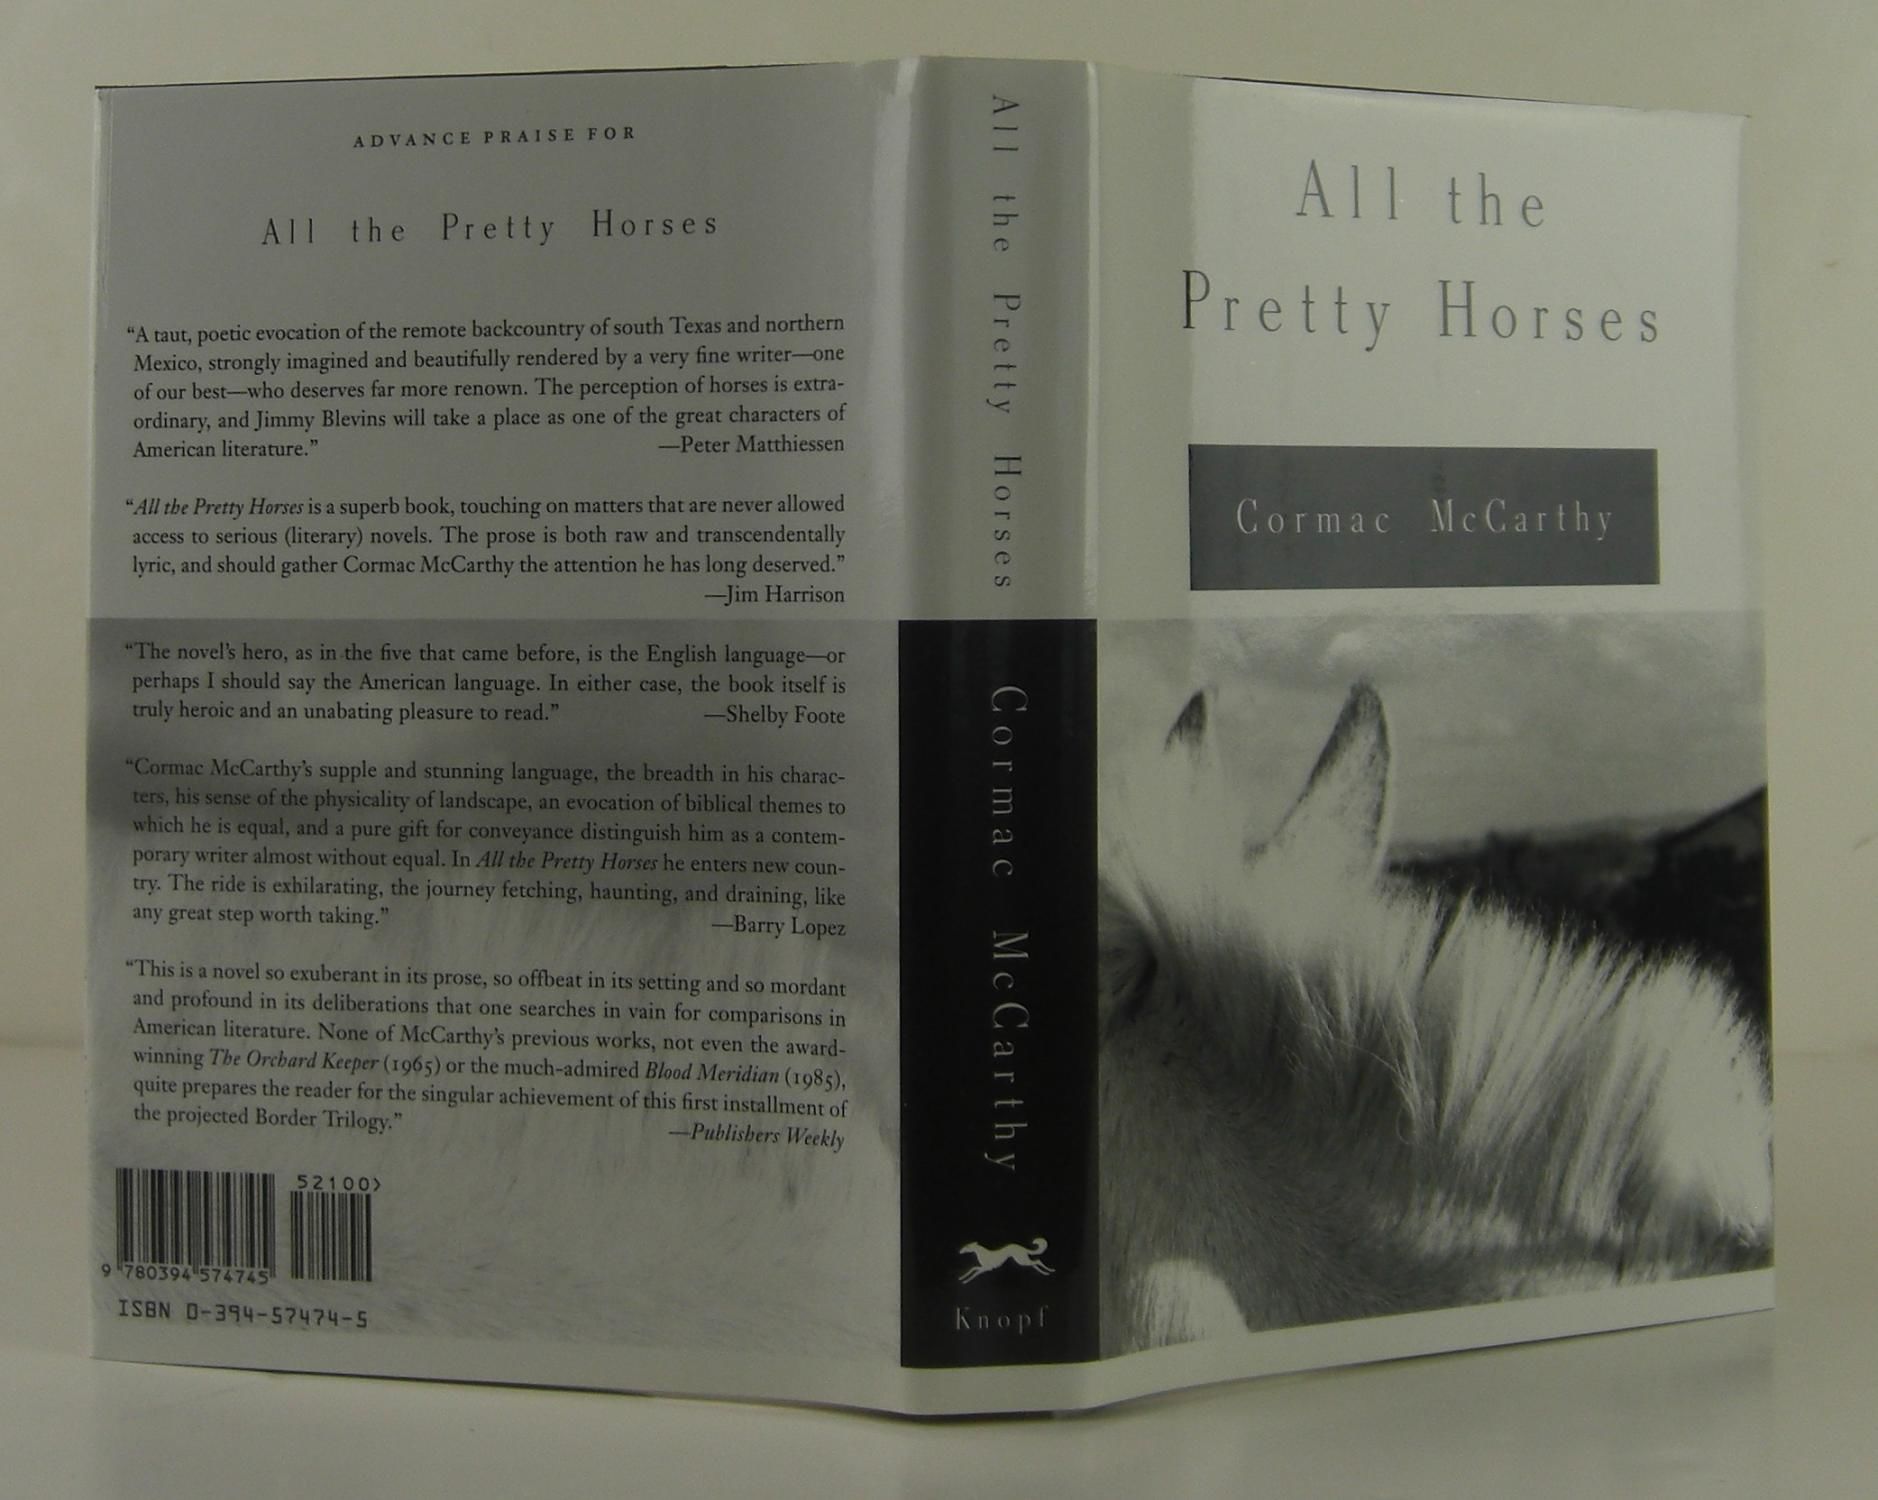 ADVANCE PRAISE FOR
All the Pretty Horses
“A taut, poetic evocation of the remote backcountry of south Texas and northern
Mexico, strongly imagined and beautifully rendered by a very fine writer—one
of our best—who deserves far more renown. The perception of horses is extra-
ordinary, and Jimmy Blevins will take a place as one of the great characters of
American literature.” —Peter Matthiessen
“All the Pretty Horses is a superb book, touching on matters that are never allowed
access to serious (literary) novels. The prose is both raw and transcendentally
lyric, and should gather Cormac McCarthy the attention he has long deserved.”
—Jim Harrison
“The novel’s hero, as in the five that came before, is the English language—or
perhaps I should say the American language. In either case, the book itself is
truly heroic and an unabating pleasure to read.” —Shelby Foote
“Cormac McCarthy’s supple and stunning language, the breadth in his charac-
ters, his sense of the physicality of landscape, an evocation of biblical themes to
which he is equal, and a pure gift for conveyance distinguish him as a contem-
porary writer almost without equal. In All the Pretty Horses he enters new coun-
try. The ride is exhilarating, the journey fetching, haunting, and draining, like
any great step worth taking.” —Barry Lopez
“This is a novel so exuberant in its prose, so offbeat in its setting and so mordant
and profound in its deliberations that one searches in vain for comparisons in
American literature. None of McCarthy’s previous works, not even the award-
winning The Orchard Keeper (1965) or the much-admired Blood Meridian (1985),
quite prepares the reader for the singular achievement of this first installment of
the projected Border Trilogy.” —Publishers Weekly
52100>
9 780394 574745
ISBN 0-394-57474-5
All the Pretty Horses
Cormac McCarthy
Knopf
All the
Pretty Horses
Cormac McCarthy